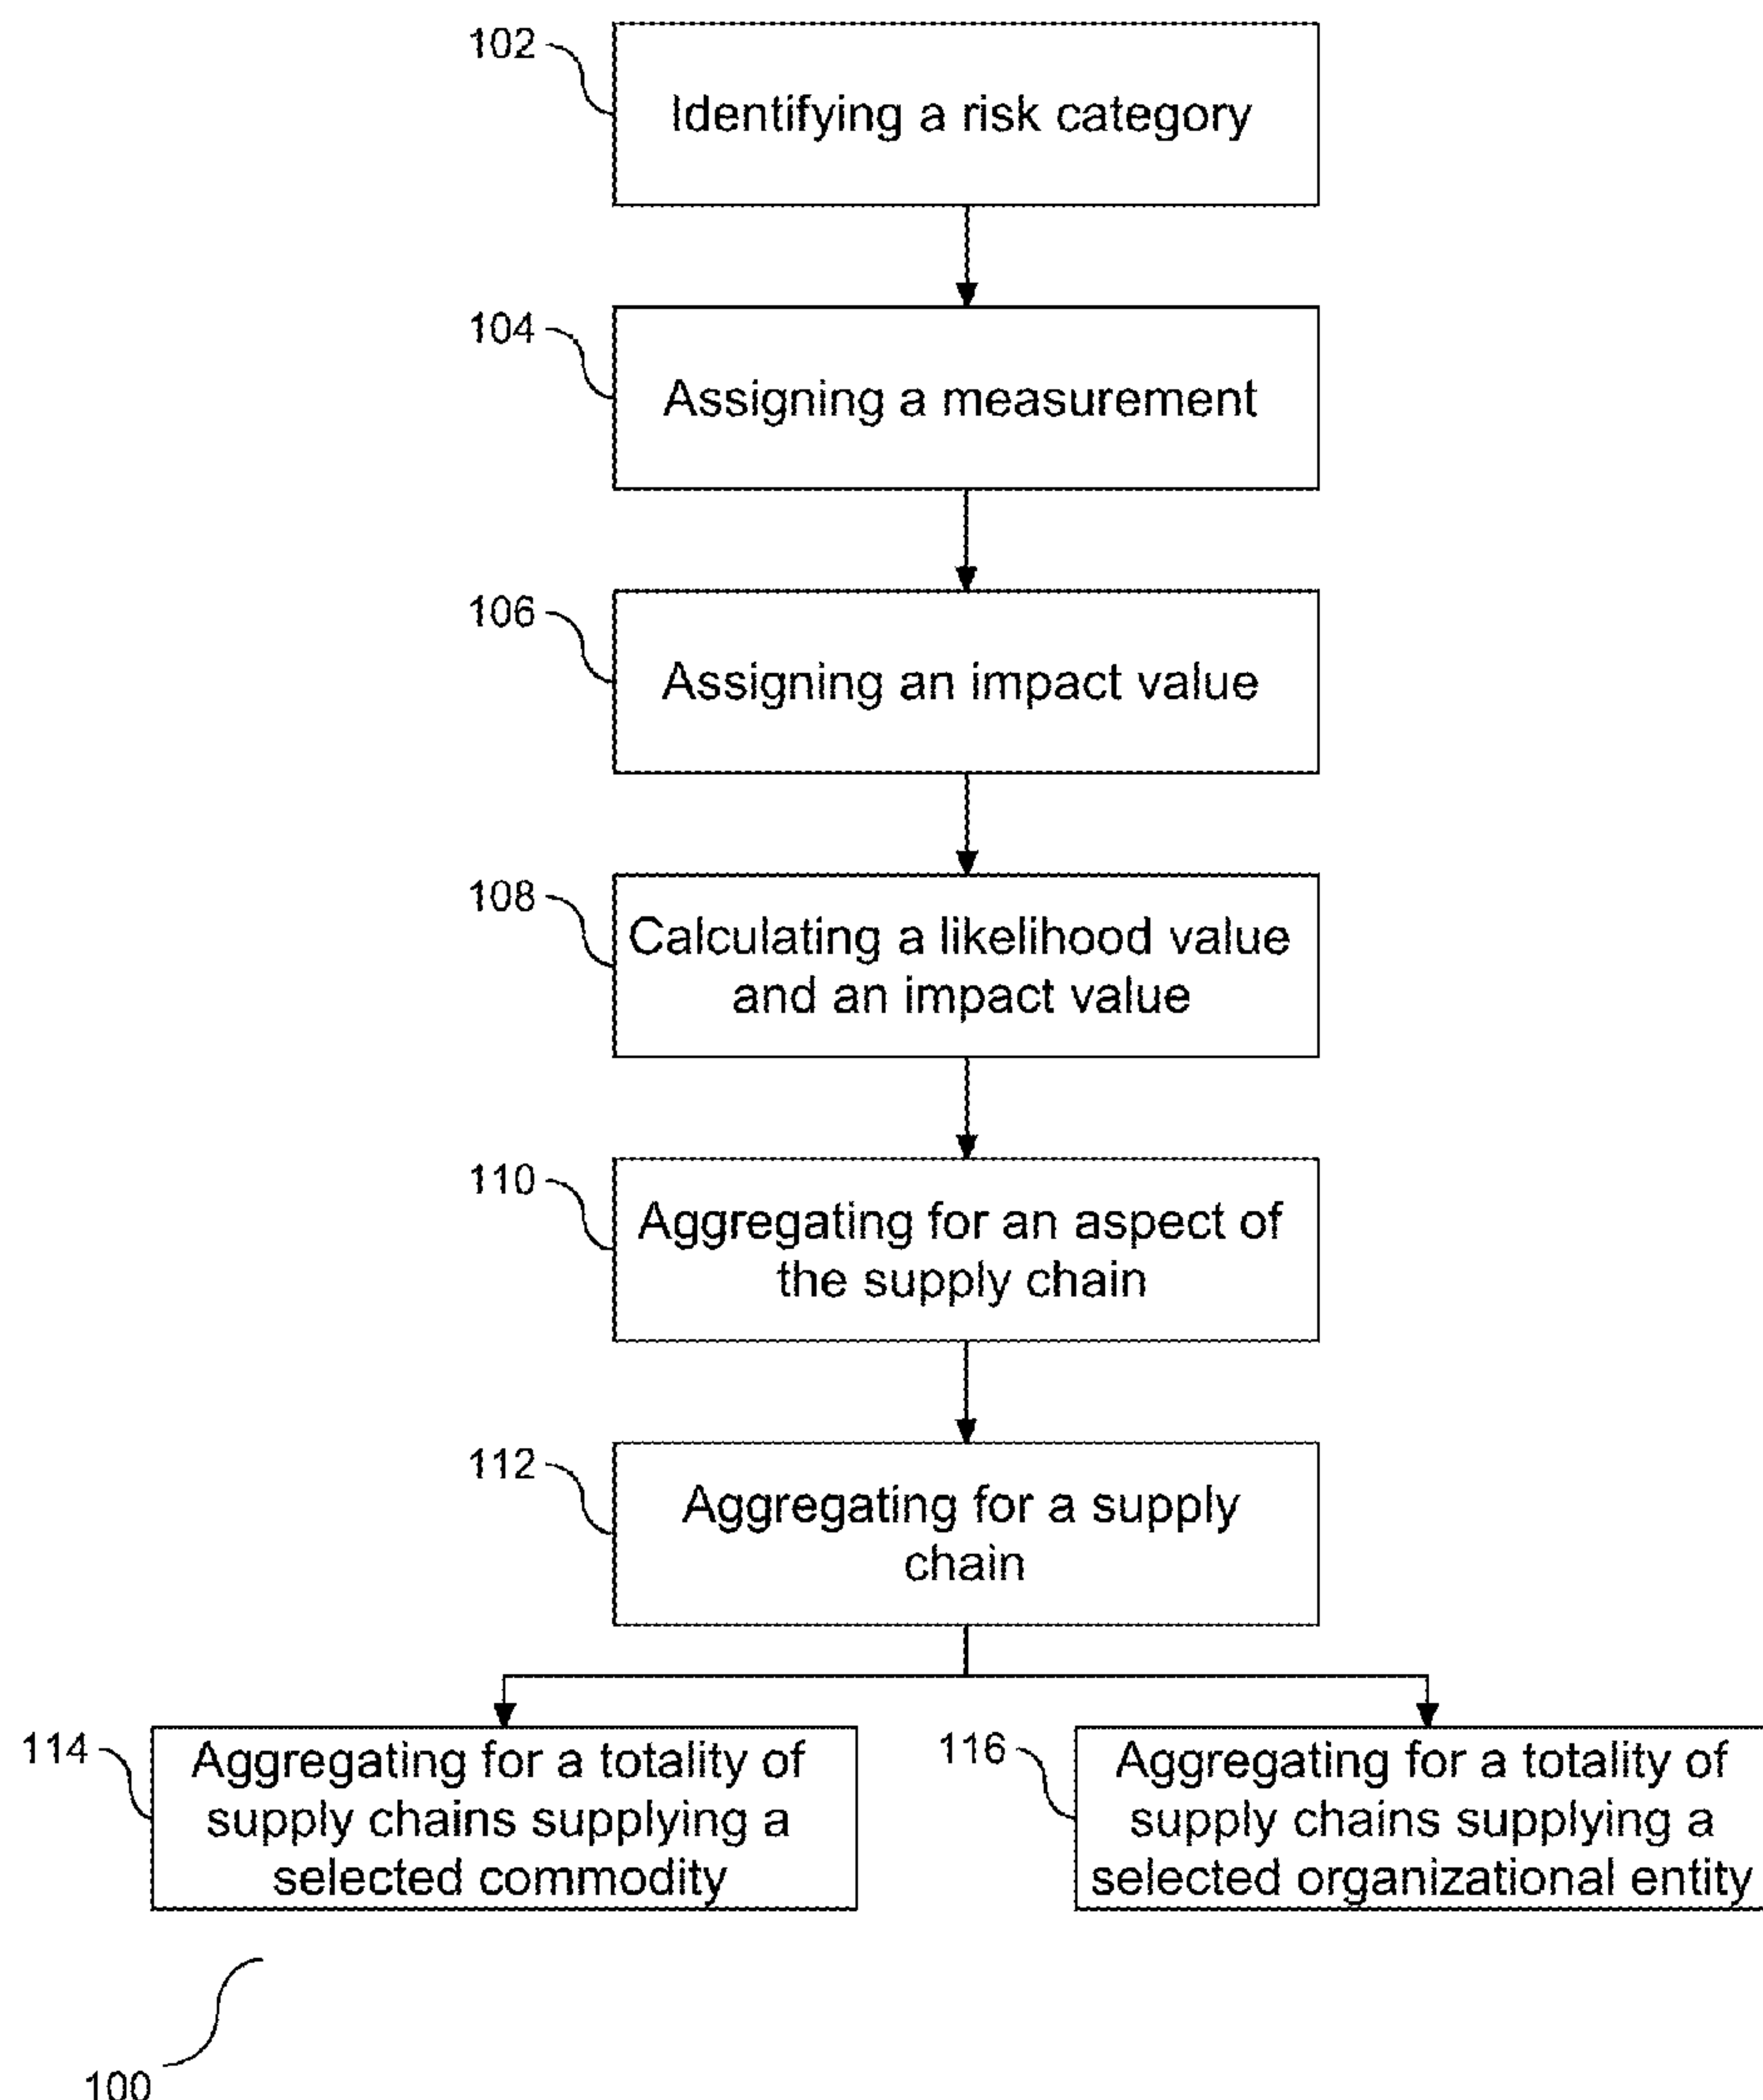 102
Identifying a risk category
104
Assigning a measurement
106
Assigning an impact value
108
Calculating a likelihood value
and an impact value
110
Aggregating for an aspect of
the supply chain
112
Aggregating for a supply
chain
114
Aggregating for a totality of
supply chains supplying a
selected commodity
116
Aggregating for a totality of
supply chains supplying a
selected organizational entity
100